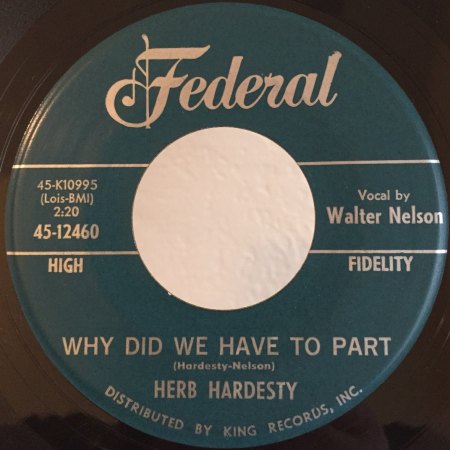 Federal
45-K10995
(Lois-BMI)
2:20
45-12460
Vocal by
Walter Nelson
HIGH FIDELITY
WHY DID WE HAVE TO PART
(Hardesty-Nelson)
HERB HARDESTY
DISTRIBUTED BY KING RECORDS, INC.